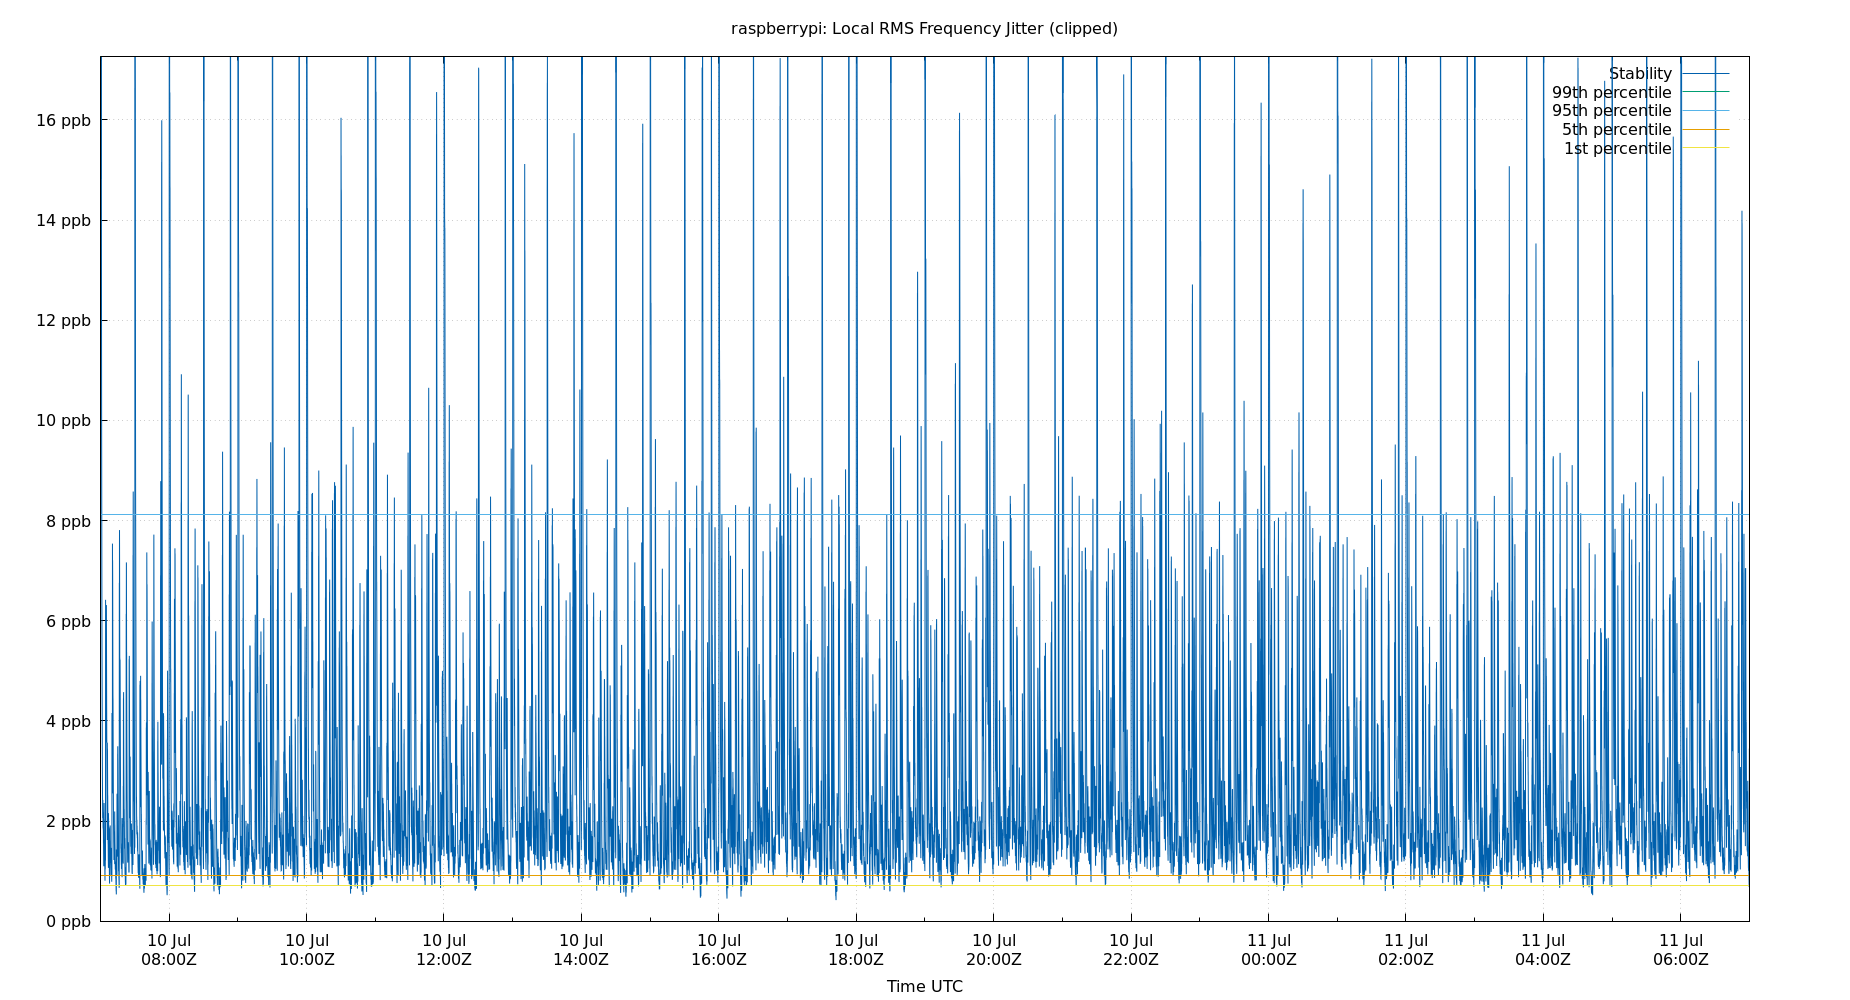 raspberrypi: Local RMS Frequency Jitter (clipped)
Stability
99th percentile
95th percentile
5th percentile
1st percentile
16 ppb
14 ppb
12 ppb
10 ppb
8 ppb
6 ppb
4 ppb
2 ppb
0 ppb
10 Jul 10 Jul 10 Jul 10 Jul 10 Jul 10 Jul 10 Jul 10 Jul 11 Jul 11 Jul 11 Jul 11 Jul
08:00Z 10:00Z 12:00Z 14:00Z 16:00Z 18:00Z 20:00Z 22:00Z 00:00Z 02:00Z 04:00Z 06:00Z
Time UTC